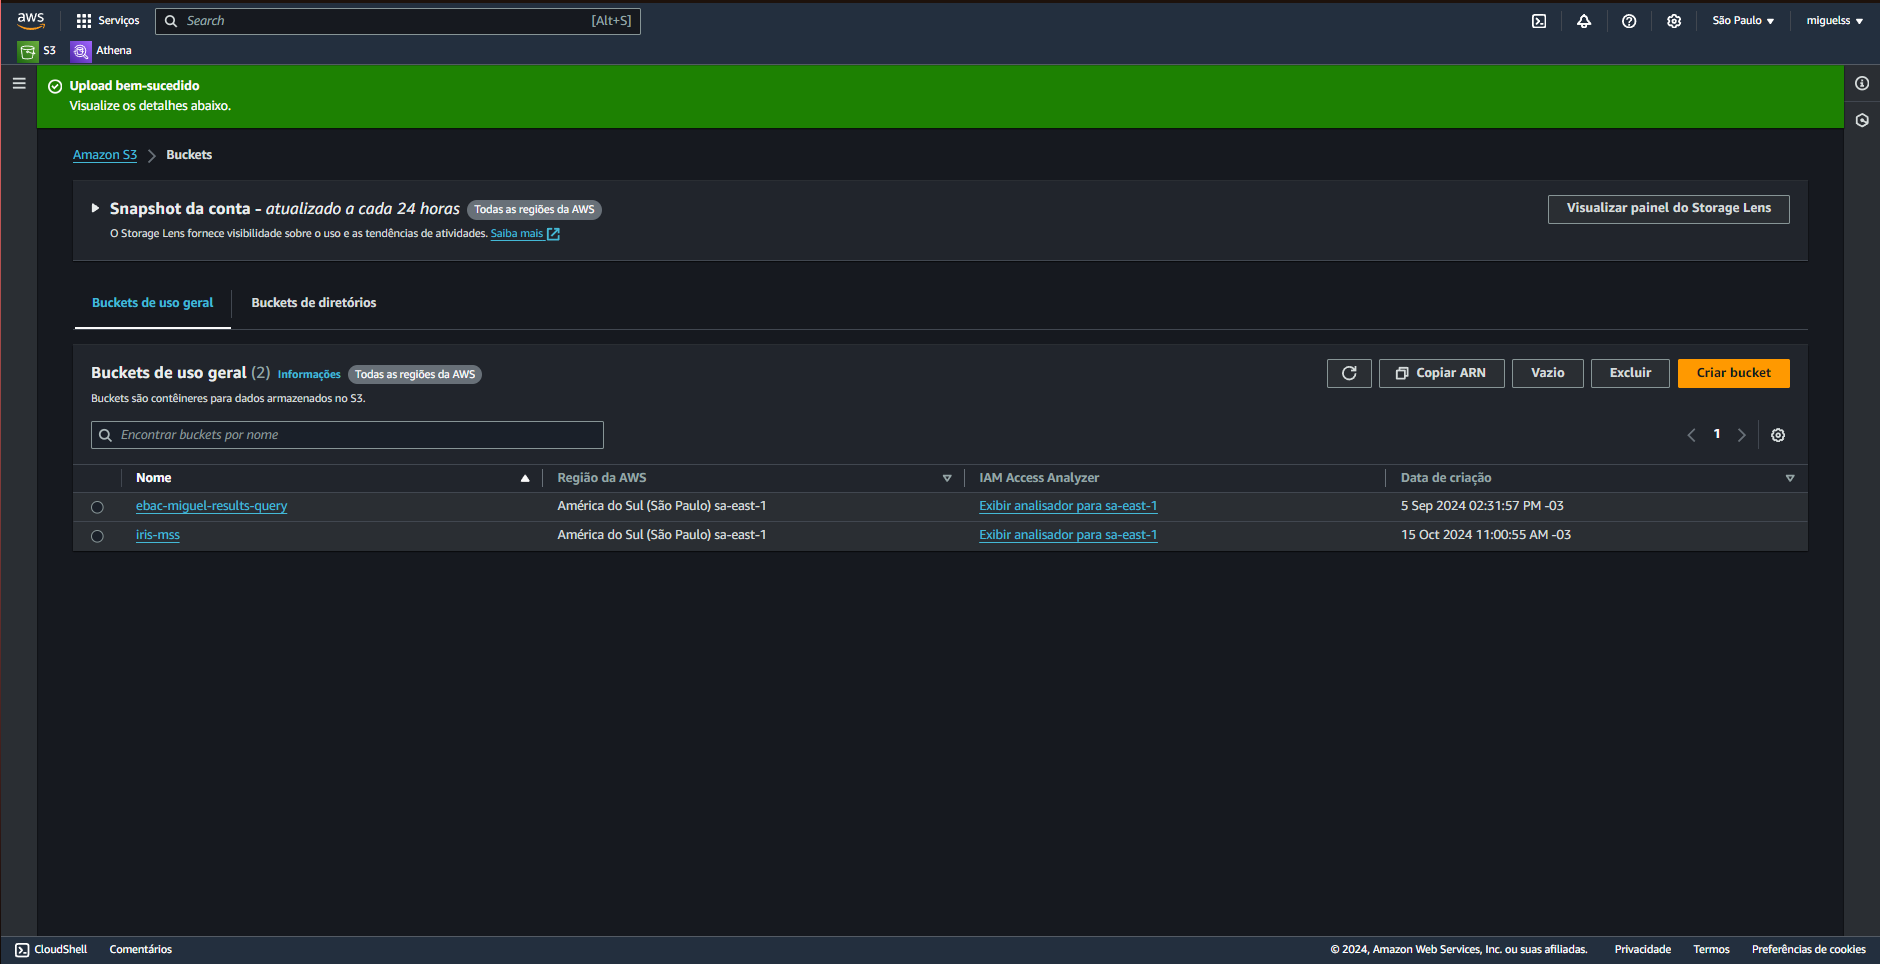 aws Serviços Search [Alt+S] São Paulo miguelss
S3 Athena
Upload bem-sucedido
Visualize os detalhes abaixo.
Amazon S3 Buckets
Snapshot da conta - atualizado a cada 24 horas Todas as regiões da AWS Visualizar painel do Storage Lens
O Storage Lens fornece visibilidade sobre o uso e as tendências de atividades. Saiba mais
Buckets de uso geral Buckets de diretórios
Buckets de uso geral (2) Informações Todas as regiões da AWS Copiar ARN Vazio Excluir Criar bucket
Buckets são contêineres para dados armazenados no S3.
Encontrar buckets por nome 1
Nome Região da AWS IAM Access Analyzer Data de criação
ebac-miguel-results-query América do Sul (São Paulo) sa-east-1 Exibir analisador para sa-east-1 5 Sep 2024 02:31:57 PM -03
iris-mss América do Sul (São Paulo) sa-east-1 Exibir analisador para sa-east-1 15 Oct 2024 11:00:55 AM -03
CloudShell Comentários © 2024, Amazon Web Services, Inc. ou suas afiliadas. Privacidade Termos Preferências de cookies